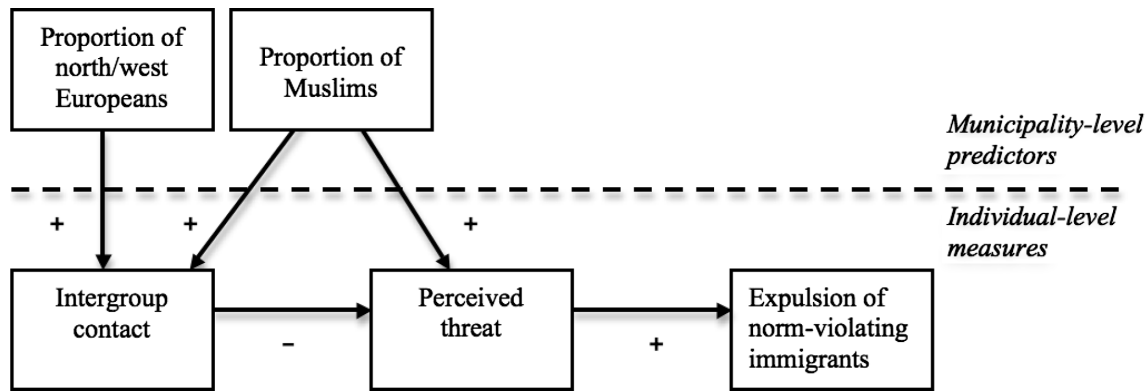 Proportion of
north/west
Europeans
Proportion of
Muslims
Municipality-level
predictors
+
+
+
Individual-level
measures
Intergroup
contact
Perceived
threat
Expulsion of
norm-violating
immigrants
−
+